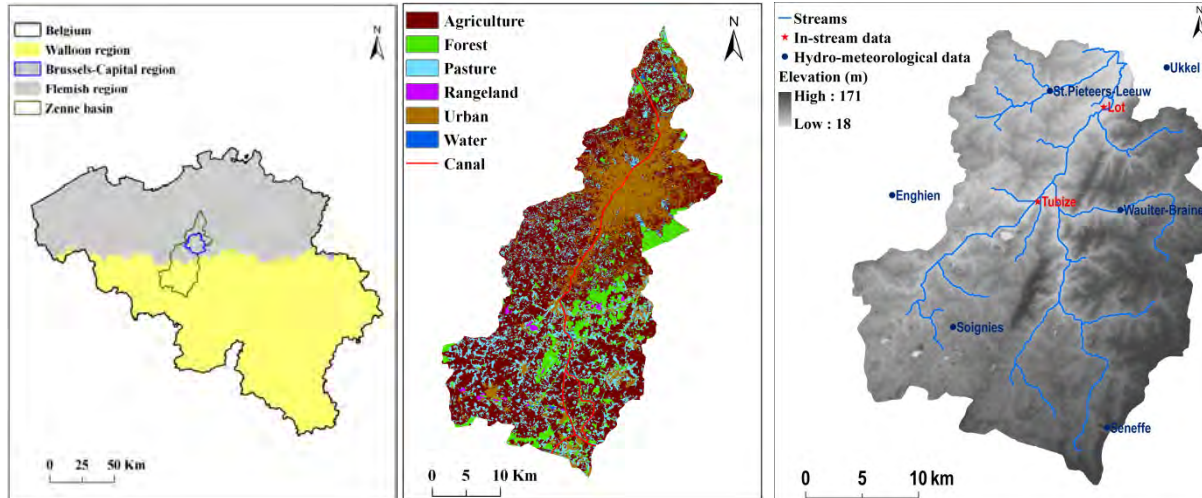 Belgium
Walloon region
Brussels-Capital region
Flemish region
Zenne basin
N
0 25 50 Km
Agriculture
Forest
Pasture
Rangeland
Urban
Water
Canal
N
0 5 10 Km
Streams
In-stream data
Hydro-meteorological data
Elevation (m)
High : 171
Low : 18
N
Ukkel
St.Pieteers-Leeuw
Lot
Enghien
Tubize
Wauiter-Braine
Soignies
Seneffe
0 5 10 km